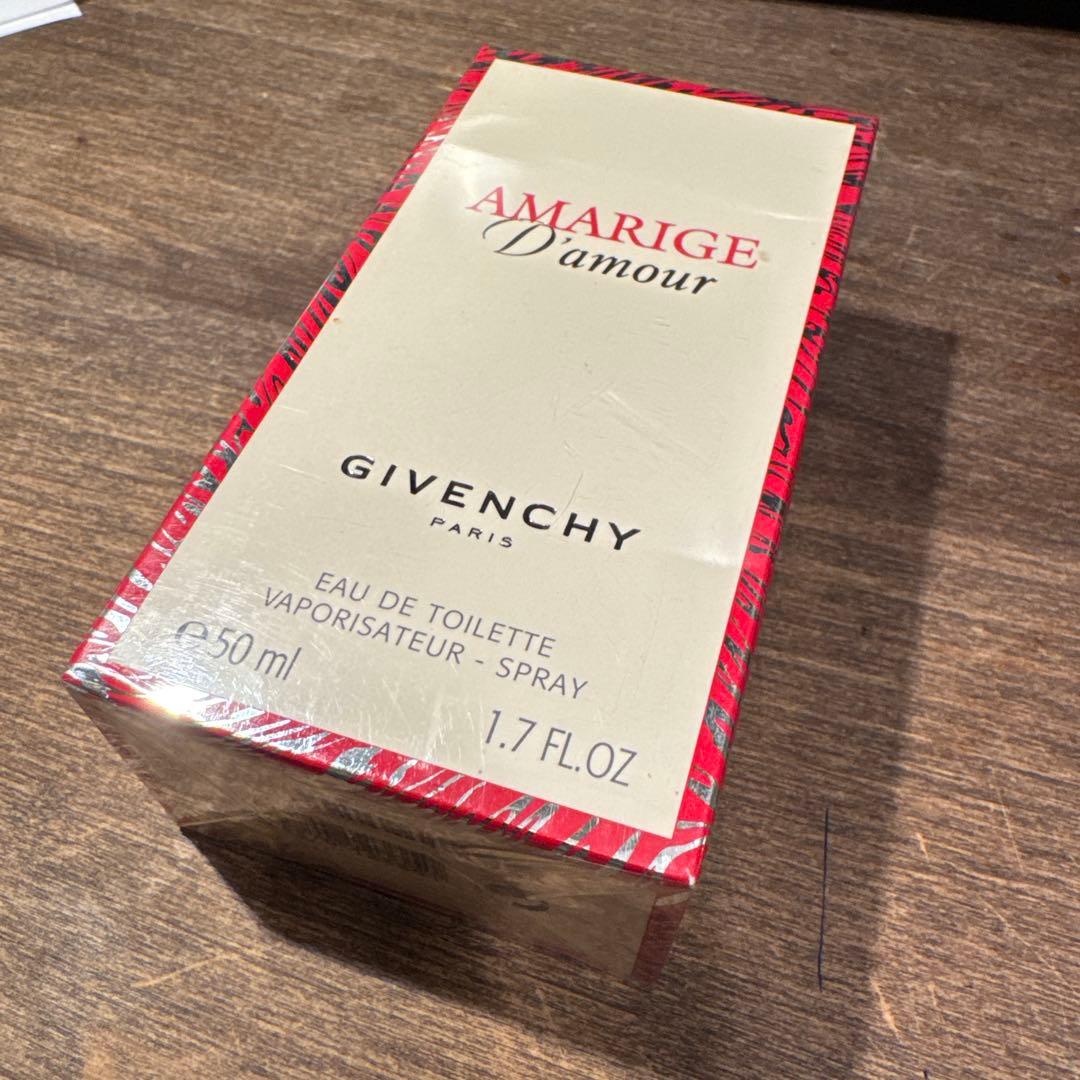 AMARIGE
D'amour
GIVENCHY
PARIS
EAU DE TOILETTE
VAPORISATEUR - SPRAY
℮50 ml
1.7 FL.OZ